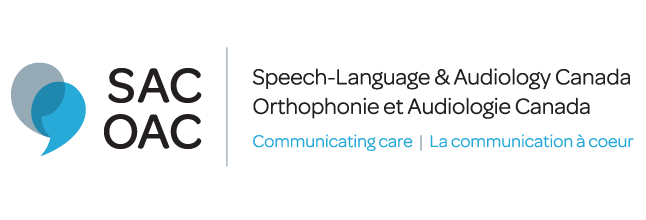 SAC
OAC
Speech-Language & Audiology Canada
Orthophonie et Audiologie Canada
Communicating care | La communication à coeur